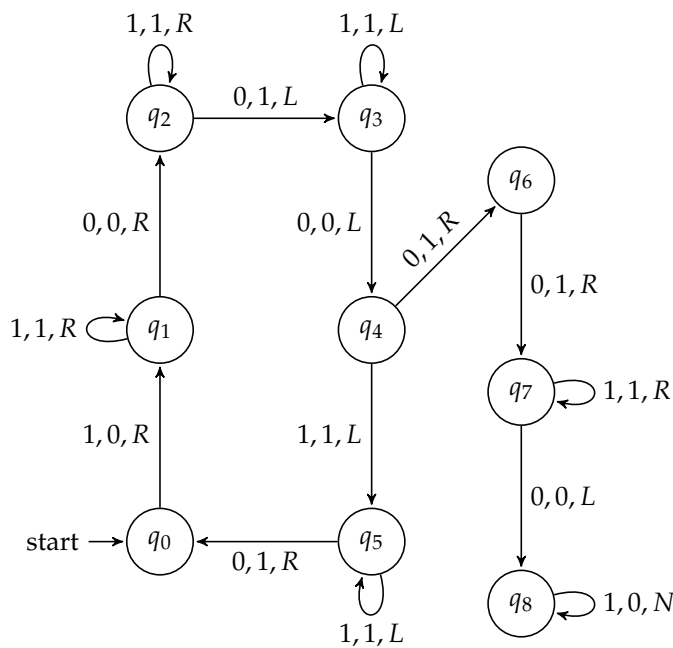 1, 1, R 1, 1, L
q2 0, 1, L q3
q6
0, 0, R 0, 0, L 0, 1, R
0, 1, R
1, 1, R q1 q4
q7 1, 1, R
1, 0, R 1, 1, L
0, 0, L
start q0 0, 1, R q5
q8 1, 0, N
1, 1, L